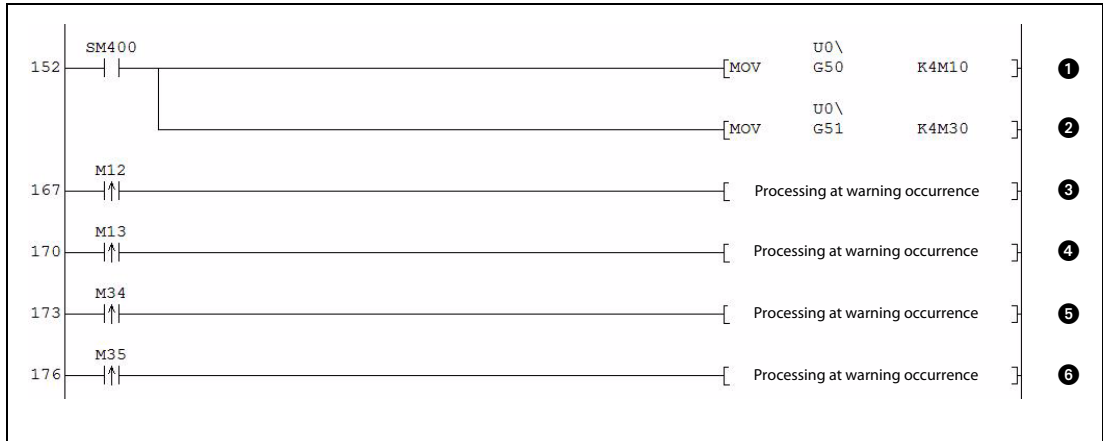 SM400
U0\
152 [MOV G50 K4M10 ] 1
U0\
[MOV G51 K4M30 ] 2
M12
167 [ Processing at warning occurrence ] 3
M13
170 [ Processing at warning occurrence ] 4
M34
173 [ Processing at warning occurrence ] 5
M35
176 [ Processing at warning occurrence ] 6